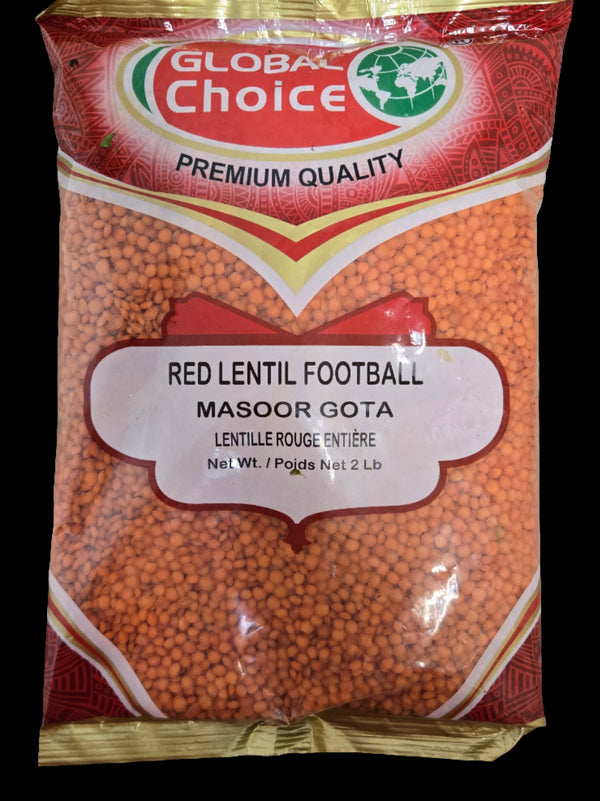 GLOBAL
Choice
PREMIUM QUALITY
RED LENTIL FOOTBALL
MASOOR GOTA
LENTILLE ROUGE ENTIÈRE
Net Wt. / Poids Net 2 Lb